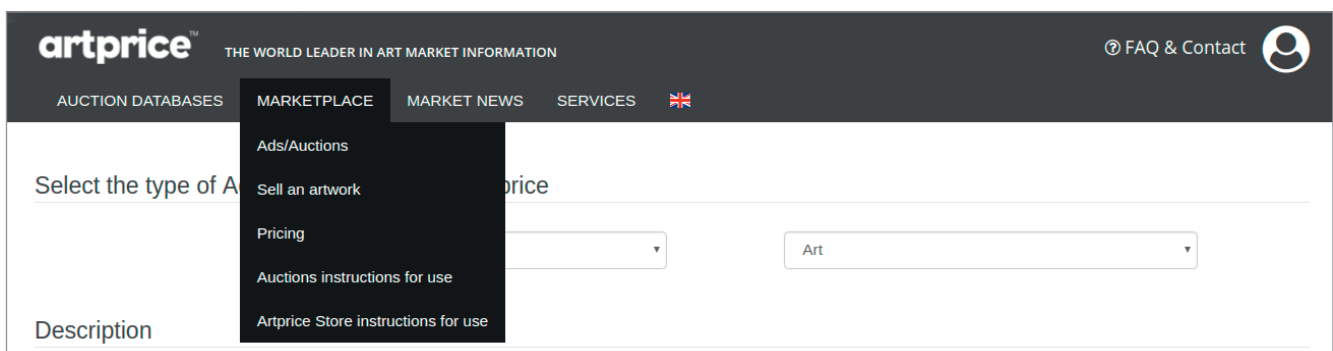 artprice™ THE WORLD LEADER IN ART MARKET INFORMATION
FAQ & Contact
AUCTION DATABASES MARKETPLACE MARKET NEWS SERVICES
Ads/Auctions
Select the type of A
Sell an artwork
price
Pricing
Art
Auctions instructions for use
Artprice Store instructions for use
Description